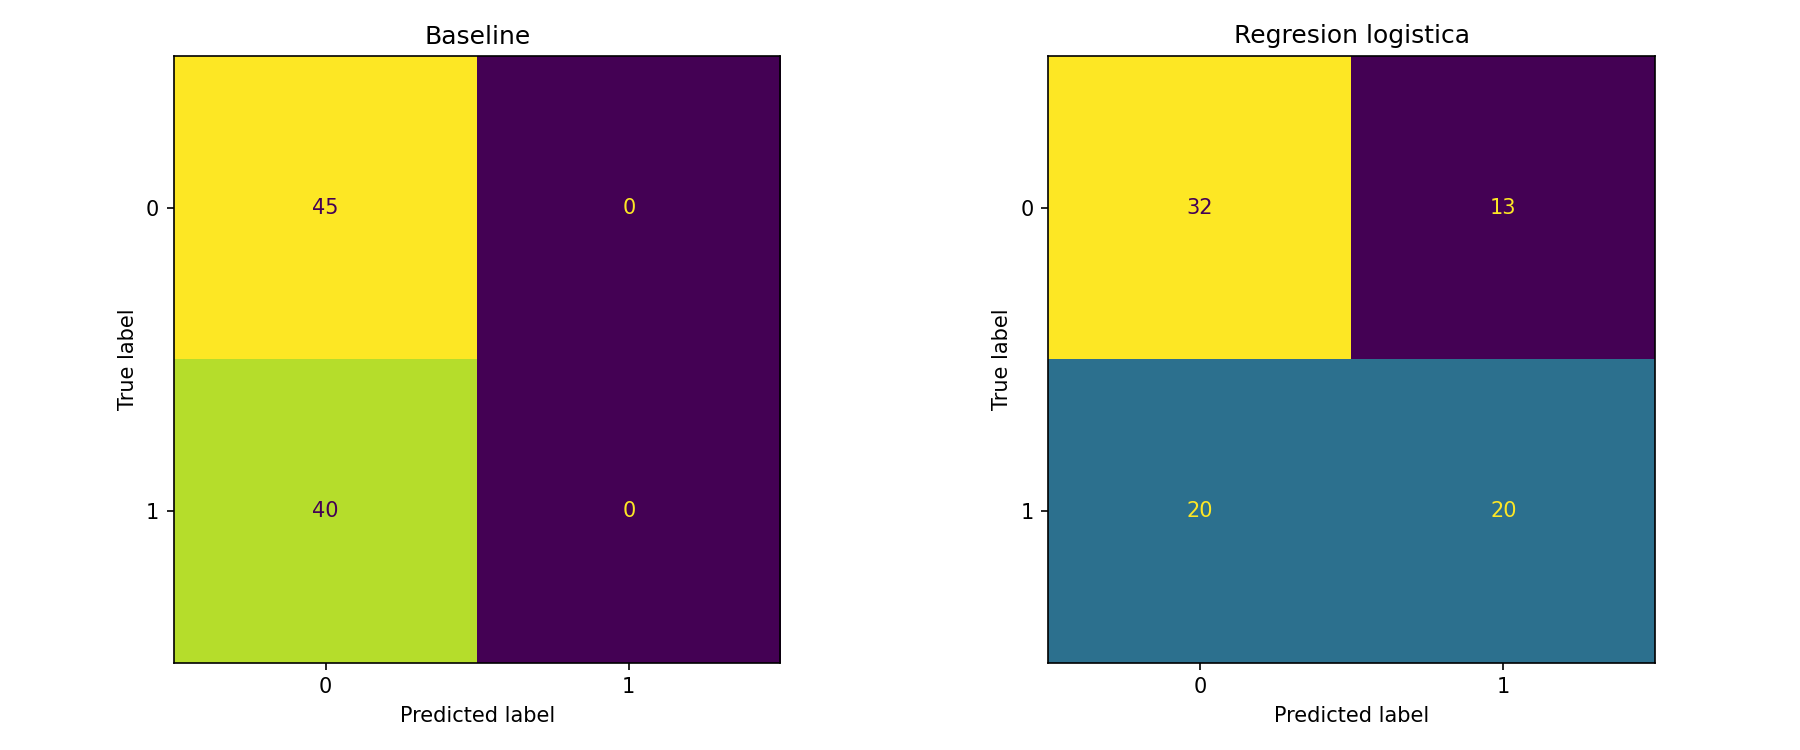 Baseline
0
45
0
True label
1
40
0
0 1
Predicted label
Regresion logistica
0
32
13
True label
1
20
20
0 1
Predicted label